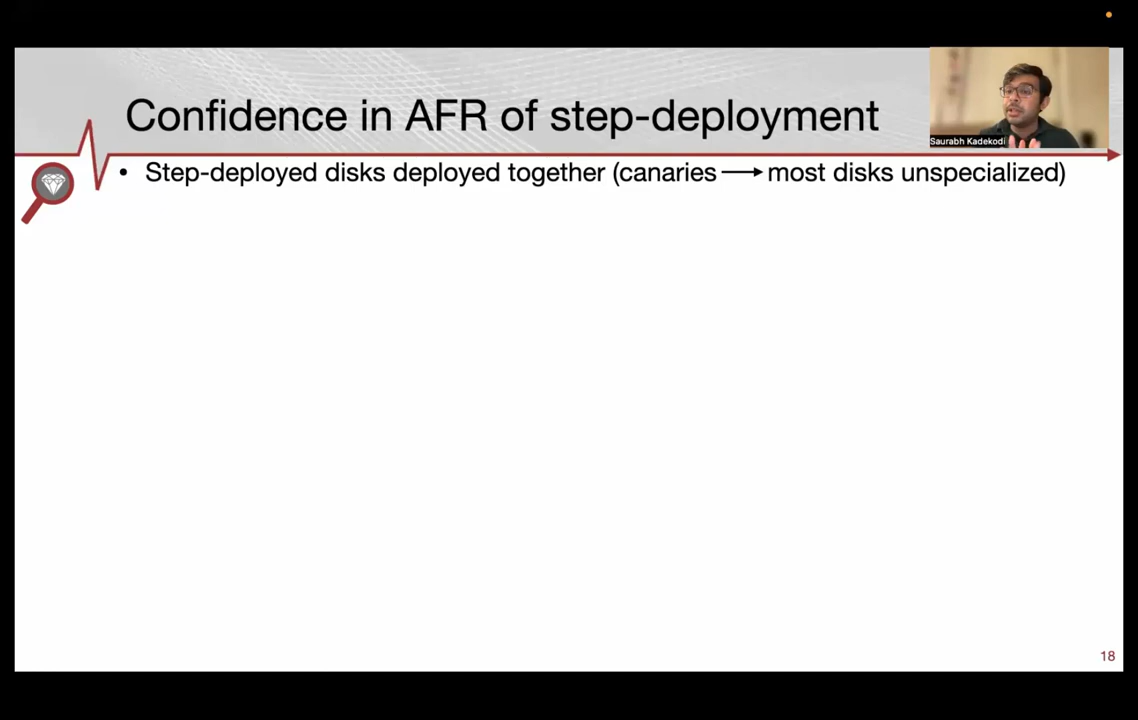 Confidence in AFR of step-deployment
Saurabh Kadekodi
• Step-deployed disks deployed together (canaries → most disks unspecialized)
18